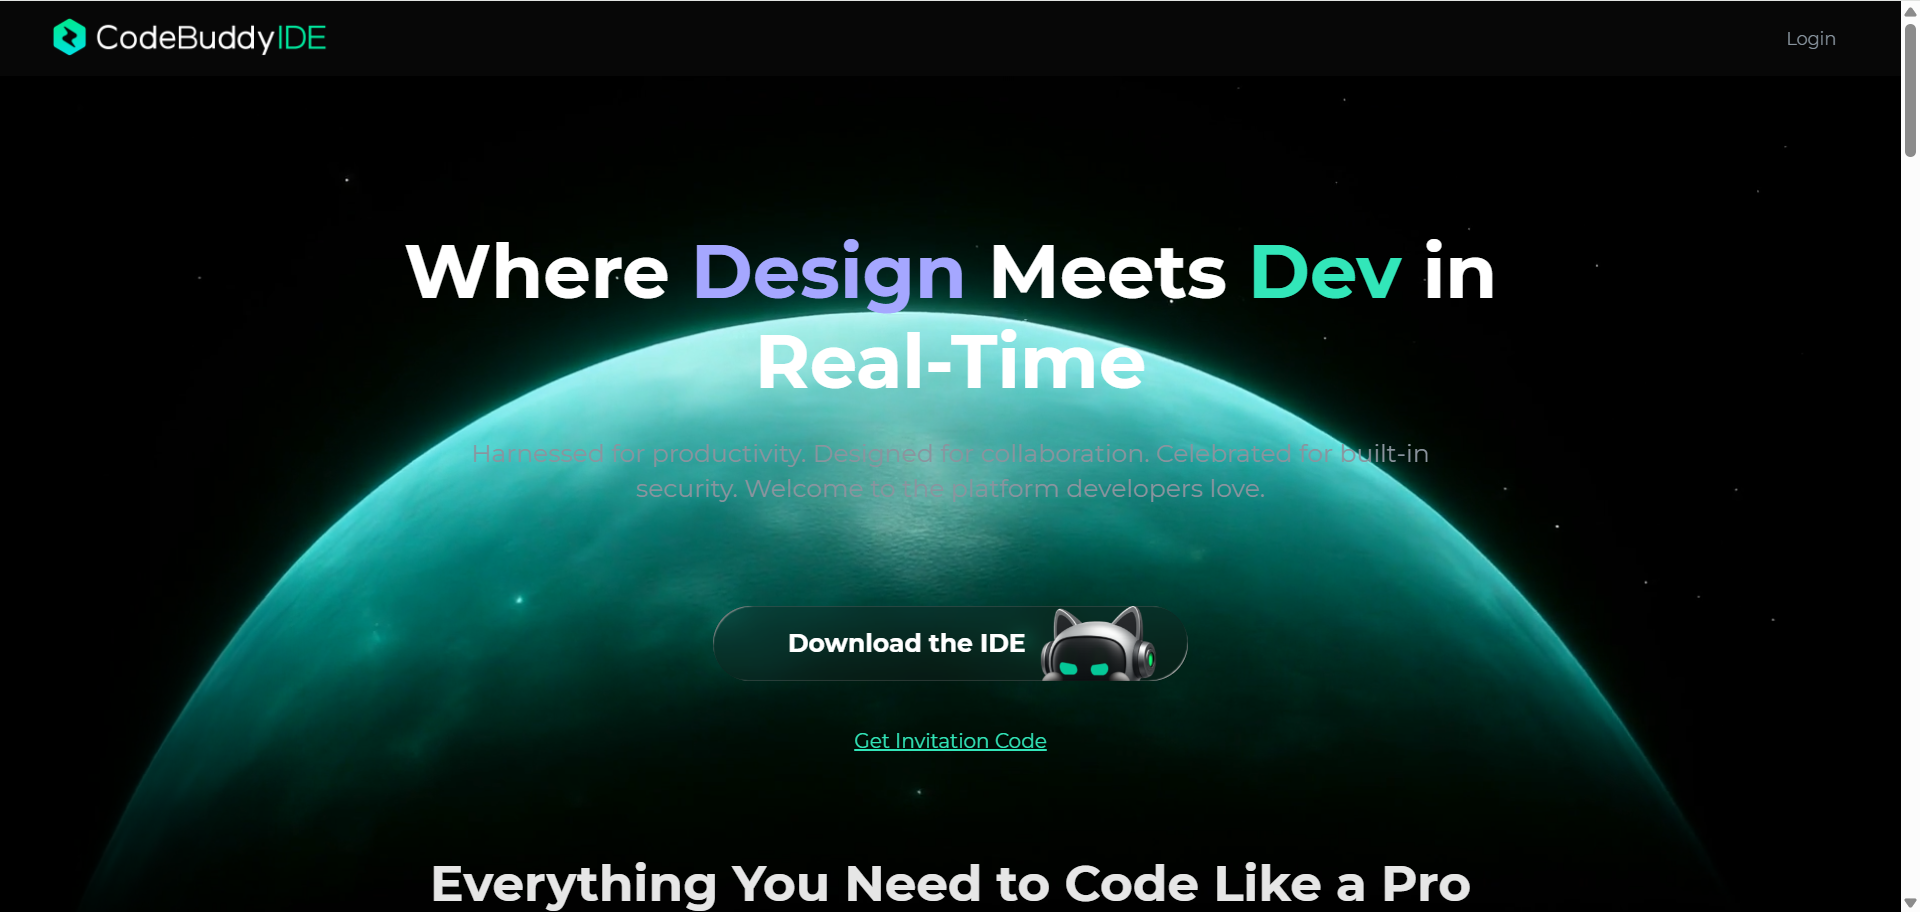 CodeBuddyIDE
Login
Where Design Meets Dev in
Real-Time
Harnessed for productivity. Designed for collaboration. Celebrated for built-in
security. Welcome to the platform developers love.
Download the IDE
Get Invitation Code
Everything You Need to Code Like a Pro